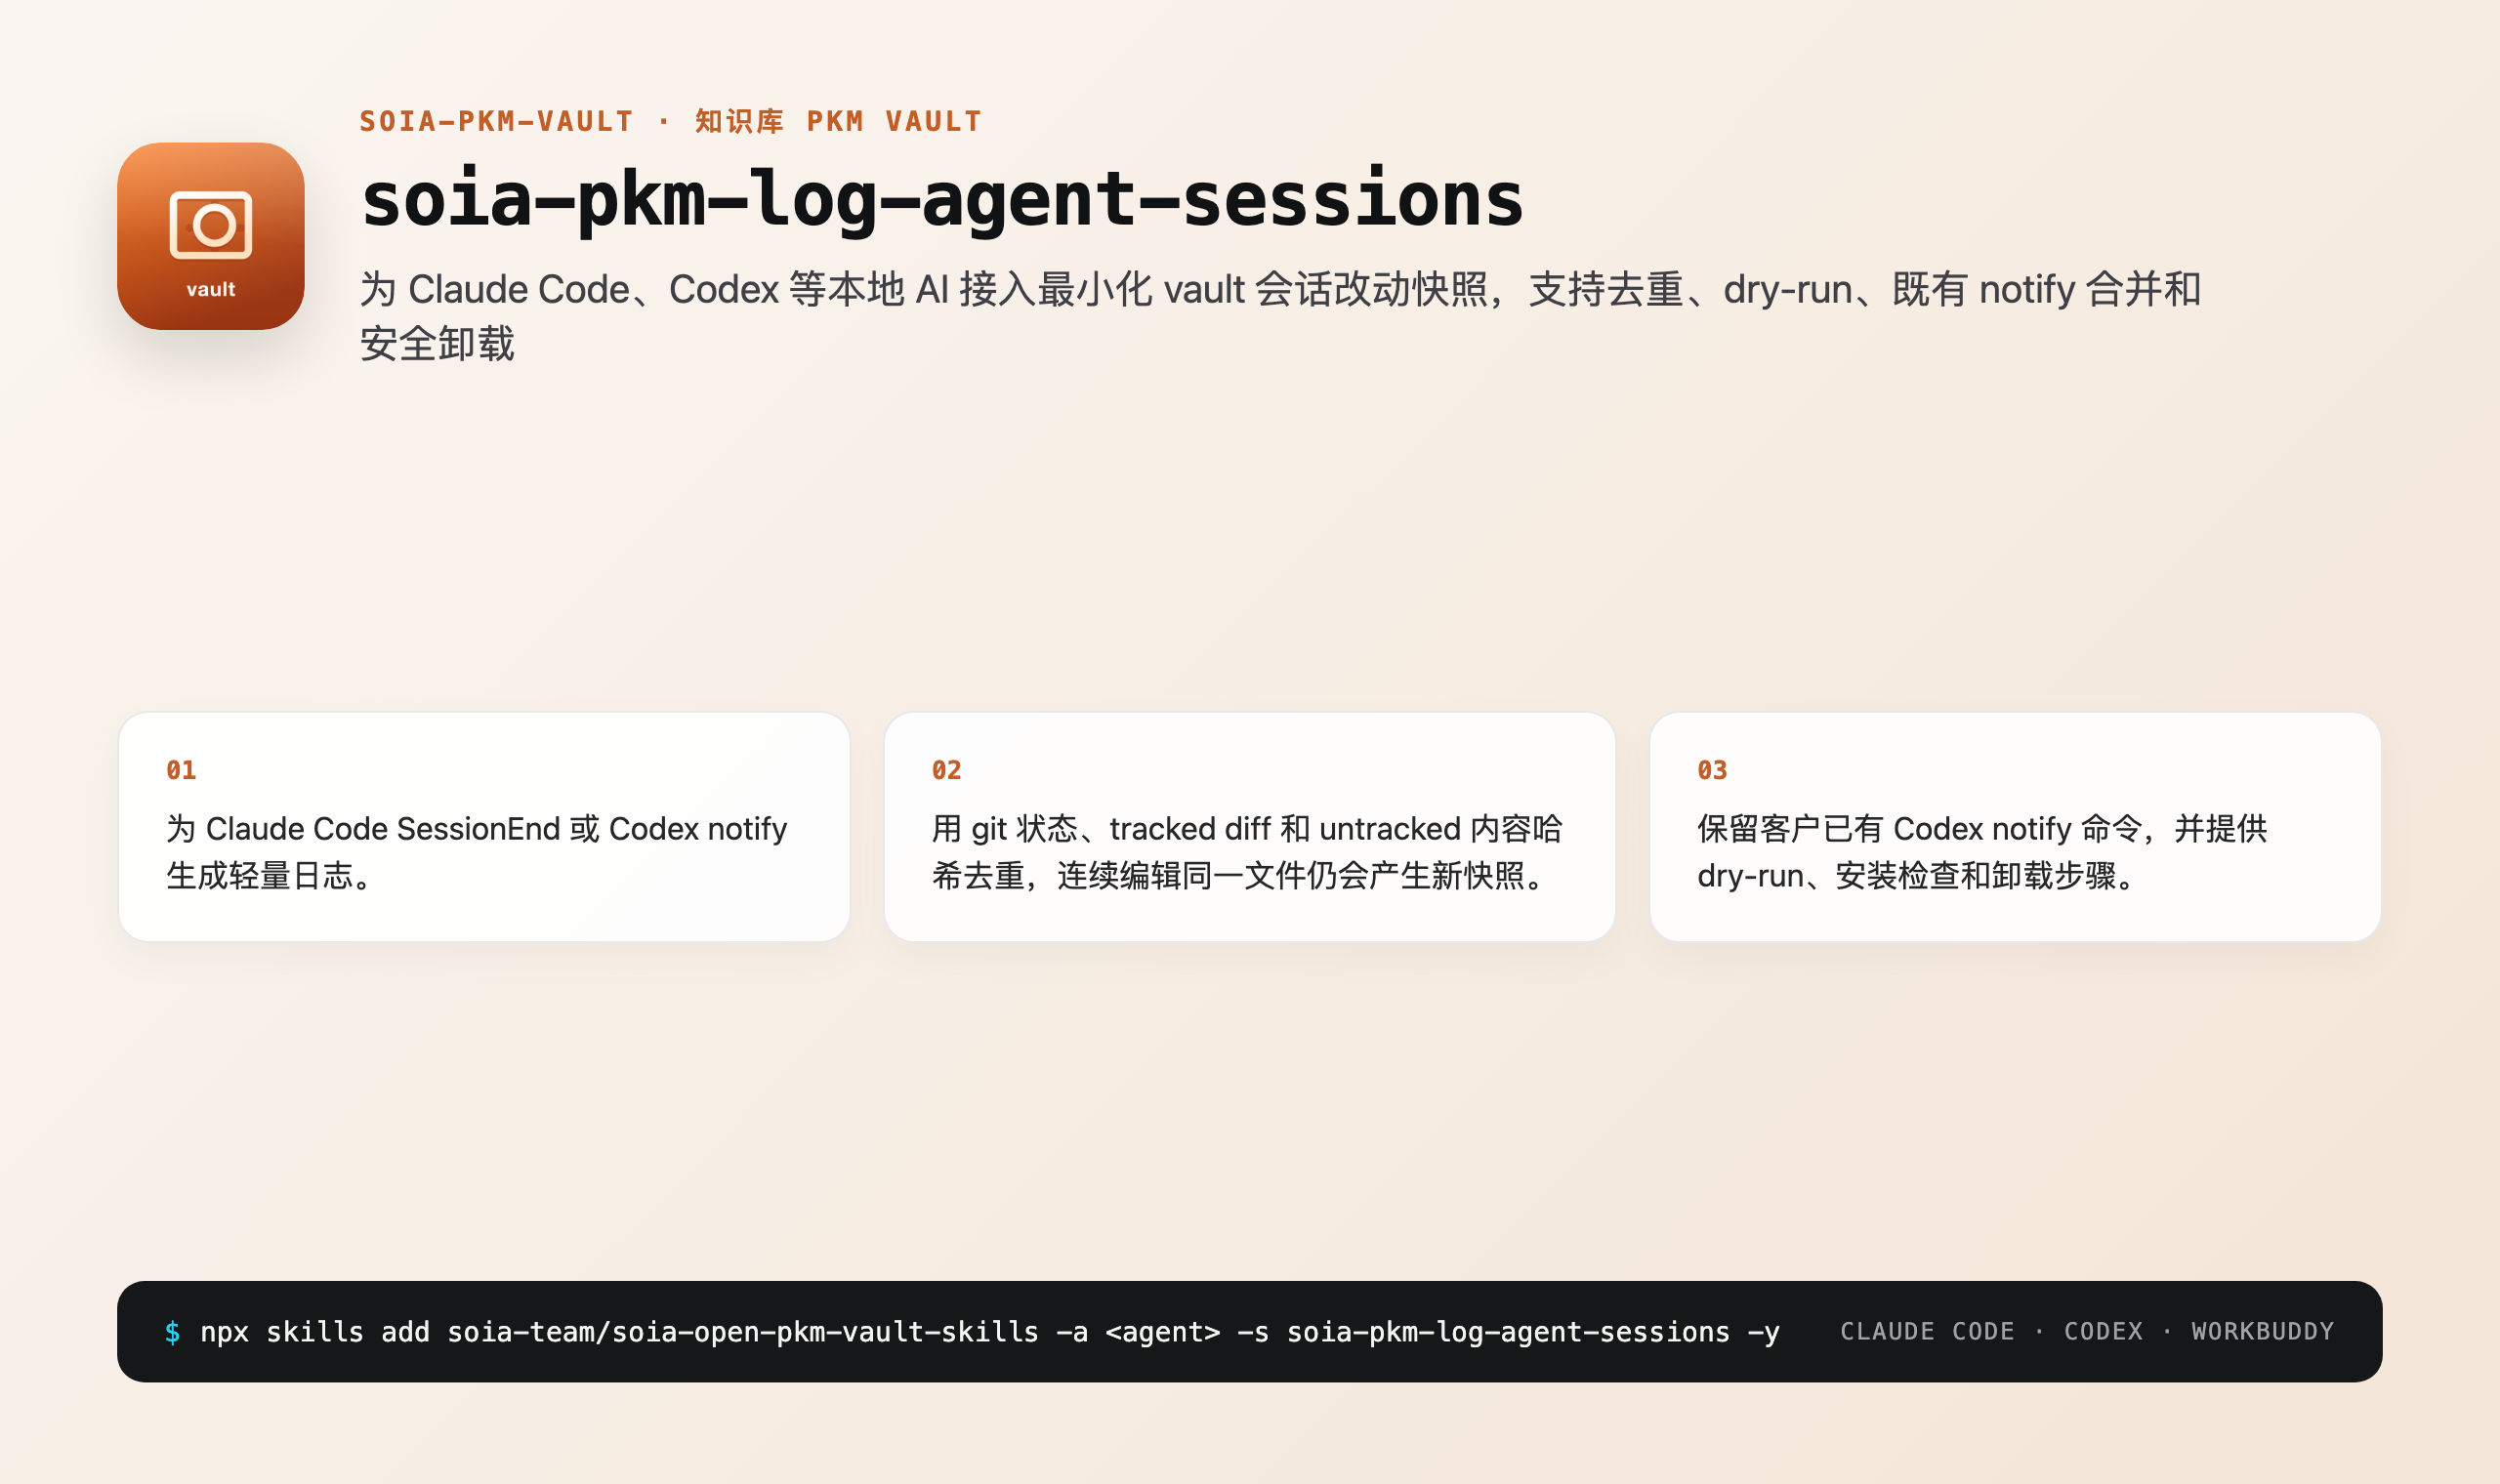 SOIA-PKM-VAULT · 知识库 PKM VAULT
soia-pkm-log-agent-sessions
vault
为 Claude Code、Codex 等本地 AI 接入最小化 vault 会话改动快照，支持去重、dry-run、既有 notify 合并和
安全卸载
01
为 Claude Code SessionEnd 或 Codex notify
生成轻量日志。
02
用 git 状态、tracked diff 和 untracked 内容哈
希去重，连续编辑同一文件仍会产生新快照。
03
保留客户已有 Codex notify 命令，并提供
dry-run、安装检查和卸载步骤。
$ npx skills add soia-team/soia-open-pkm-vault-skills -a <agent> -s soia-pkm-log-agent-sessions -y
CLAUDE CODE · CODEX · WORKBUDDY